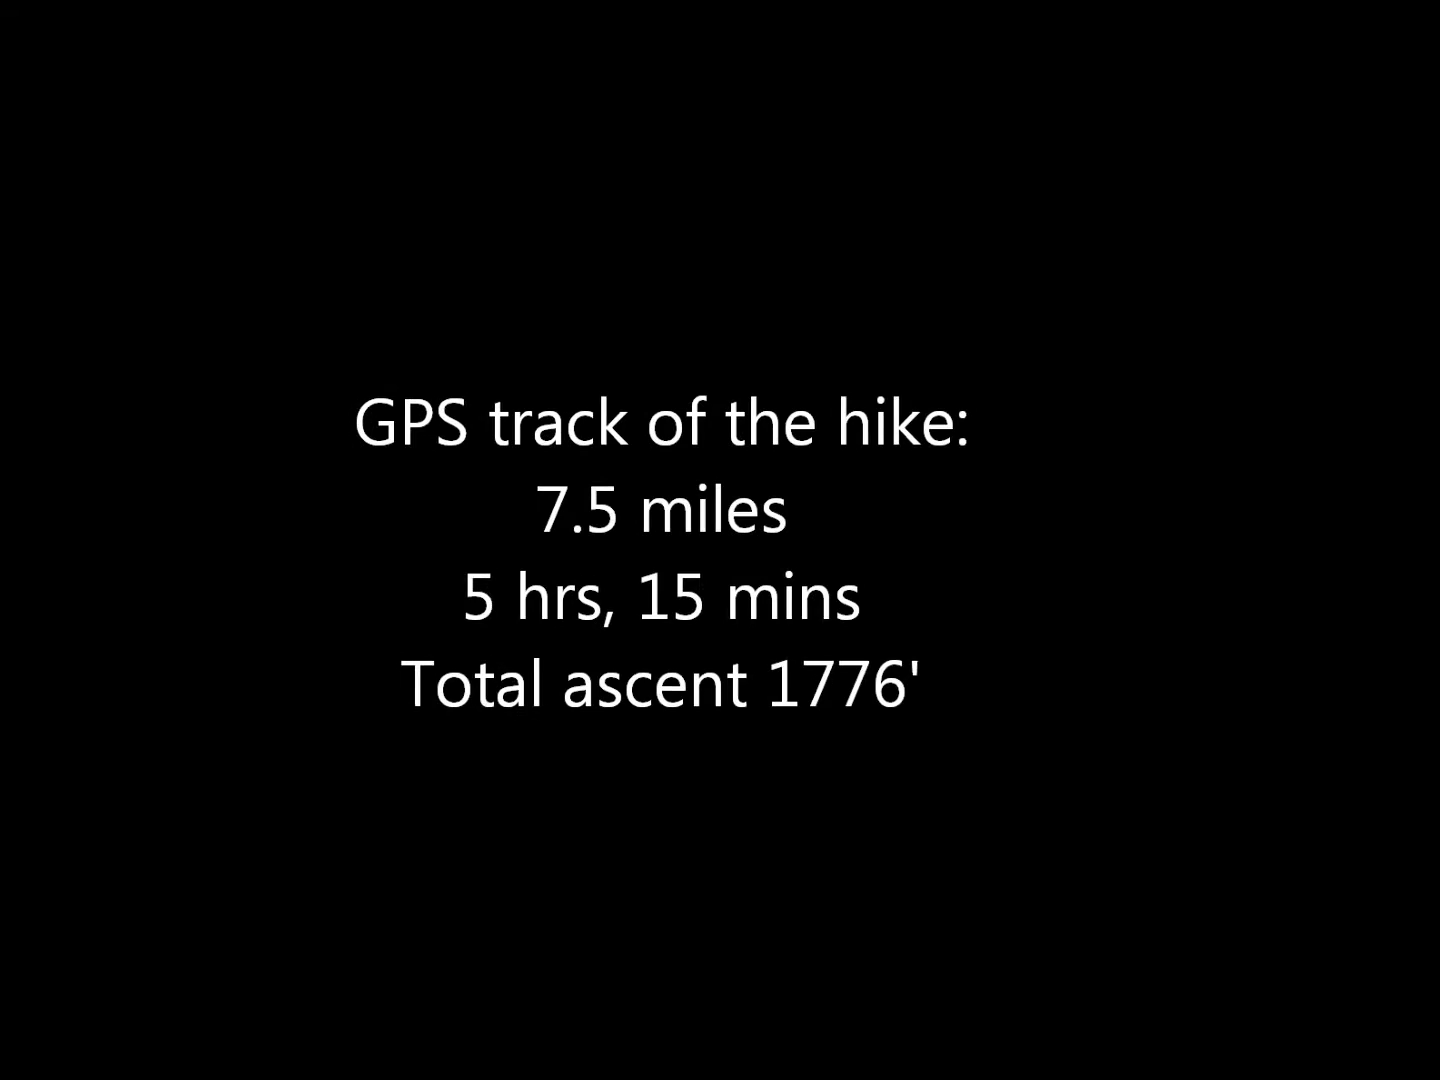 GPS track of the hike:
7.5 miles
5 hrs, 15 mins
Total ascent 1776'